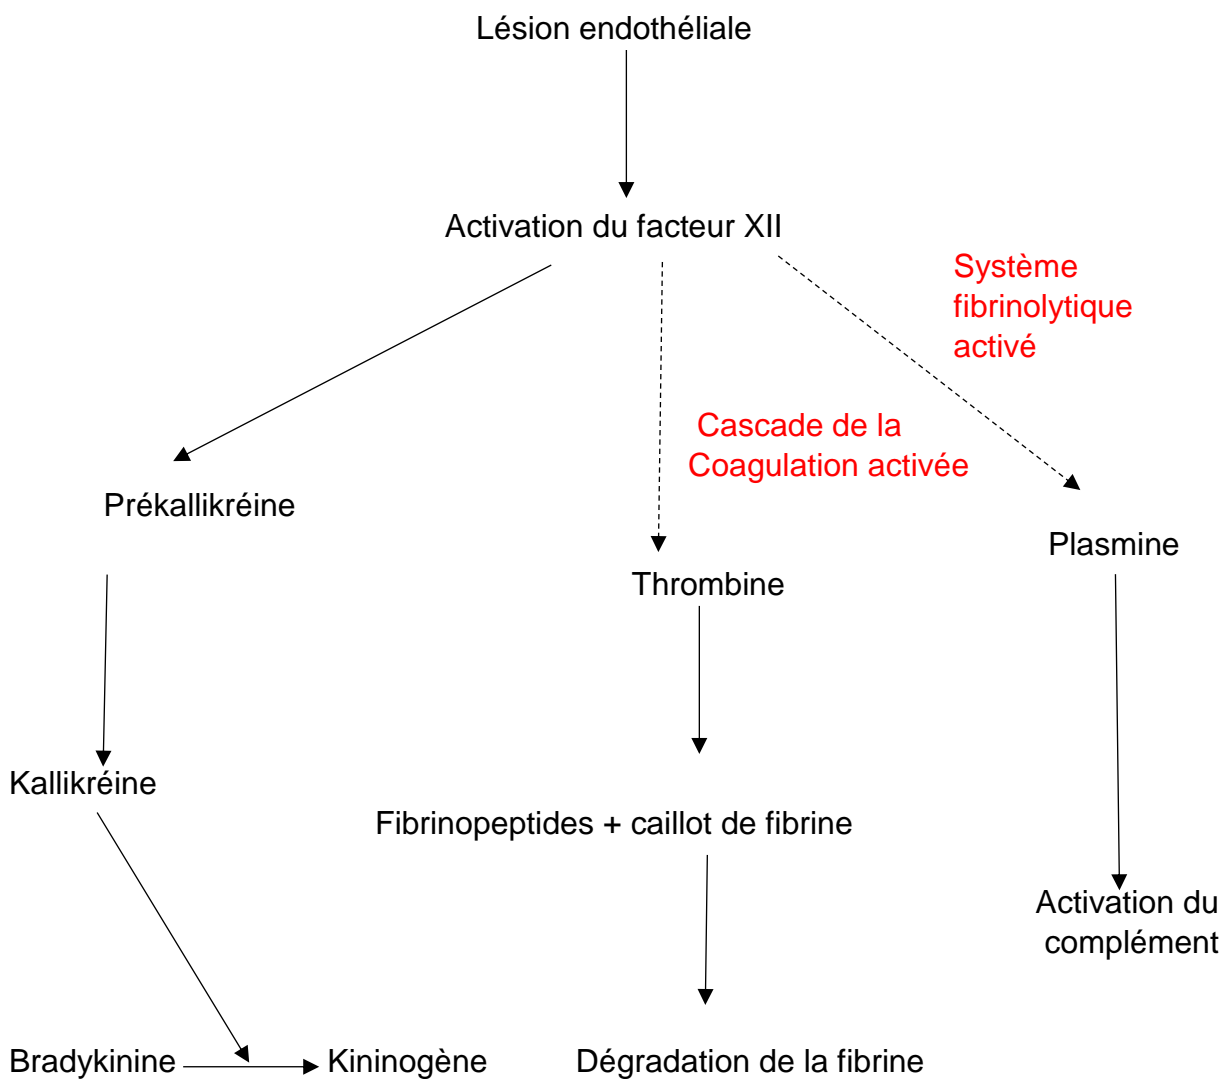 Lésion endothéliale
Activation du facteur XII
Système
fibrinolytique
activé
Cascade de la
Coagulation activée
Prékallikréine
Plasmine
Thrombine
Kallikréine
Fibrinopeptides + caillot de fibrine
Activation du
complément
Bradykinine
Kininogène
Dégradation de la fibrine